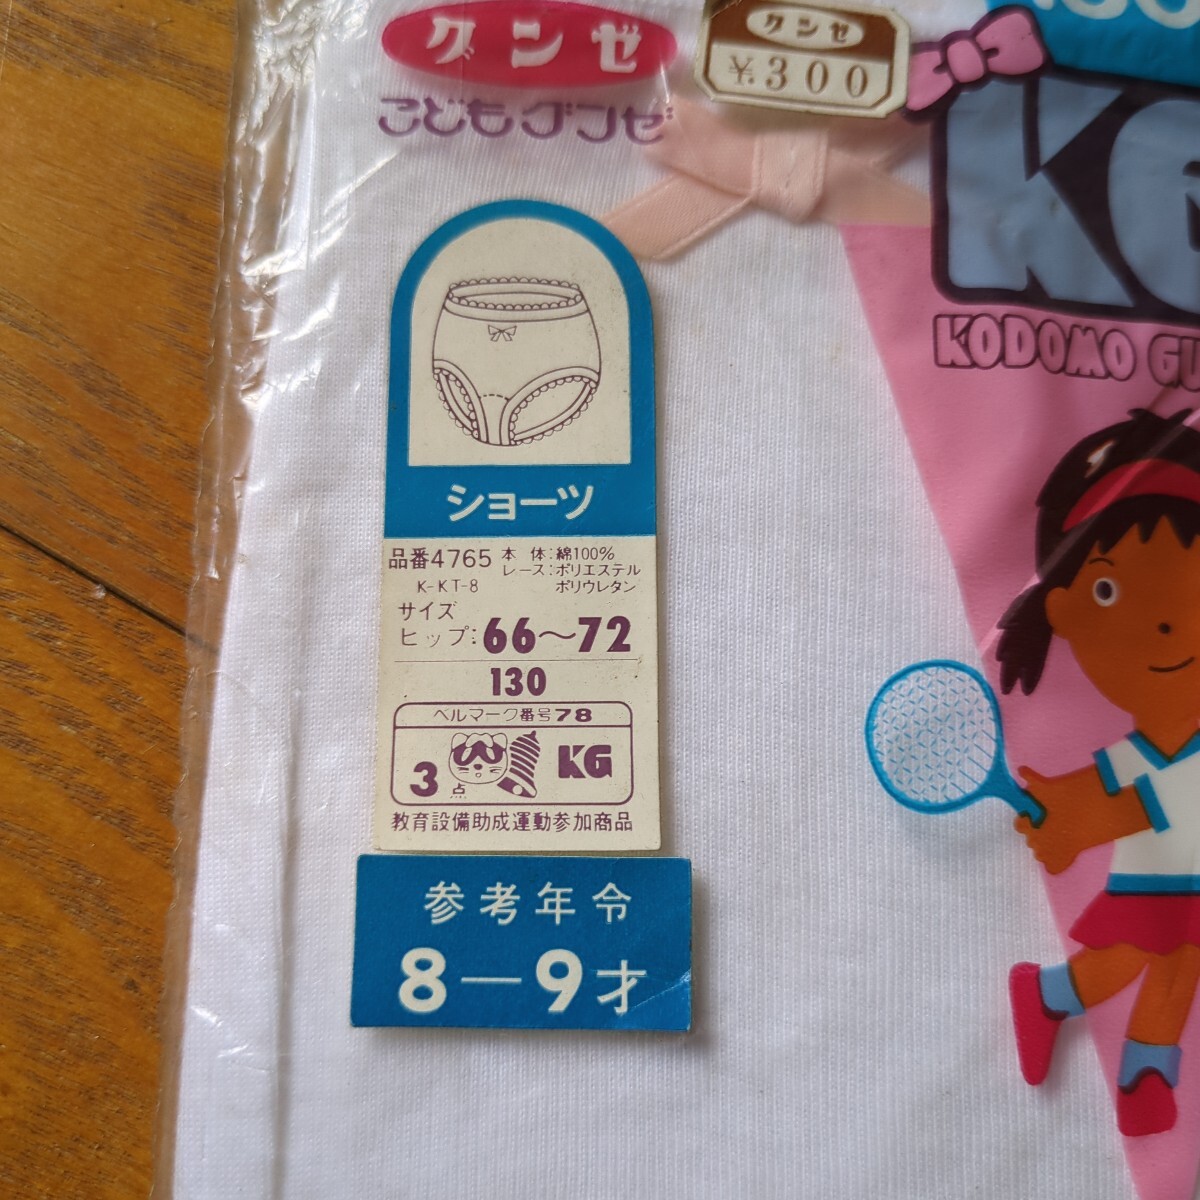 グンゼ
こどもグンゼ
グンゼ
¥300
KG
KODOMO GU
ショーツ
品番4765
K-KT-8
本 体:綿100%
レース:ポリエステル
ポリウレタン
サイズ
ヒップ:66~72
130
ベルマーク番号78
3点
KG
教育設備助成運動参加商品
参考年令
8-9才